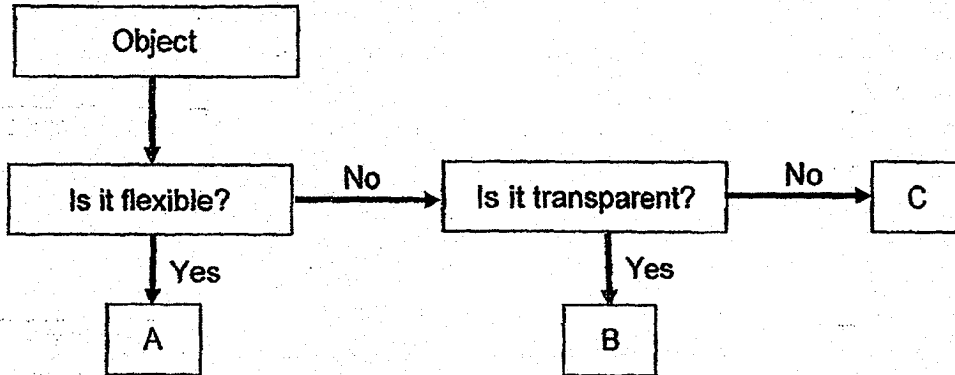 Object
Is it flexible?
No
Is it transparent?
No
C
Yes
Yes
A
B